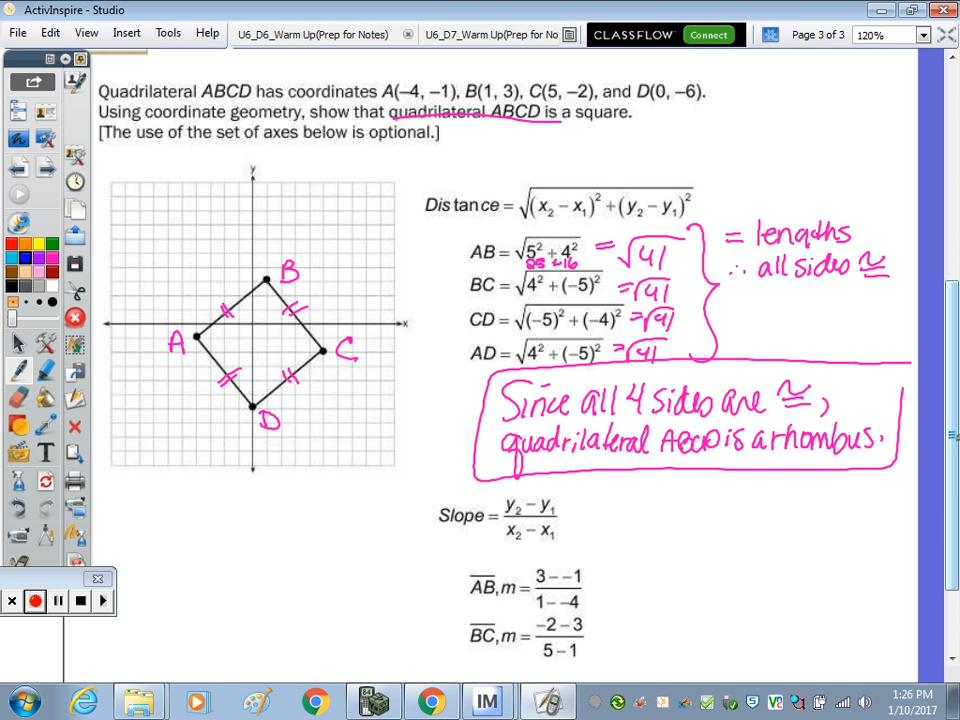 ActivInspire - Studio
File Edit View Insert Tools Help U6_D6_Warm Up(Prep for Notes) U6_D7_Warm Up(Prep for No CLASSFLOW Connect Page 3 of 3 120%
Quadrilateral ABCD has coordinates A(–4, –1), B(1, 3), C(5, –2), and D(0, –6).
Using coordinate geometry, show that quadrilateral ABCD is a square.
[The use of the set of axes below is optional.]
y
x
A
B
C
D
Distance = √(x₂ – x₁)² + (y₂ – y₁)²
AB = √5² + 4² = √41
25 + 16
BC = √4² + (–5)² = √41
CD = √(–5)² + (–4)² = √41
AD = √4² + (–5)² = √41
= lengths
∴ all sides ≅
Since all 4 sides are ≅,
quadrilateral ABCD is a rhombus.
Slope = y₂ – y₁ / x₂ – x₁
AB, m = 3 – –1 / 1 – –4
BC, m = –2 – 3 / 5 – 1
IM
1:26 PM
1/10/2017